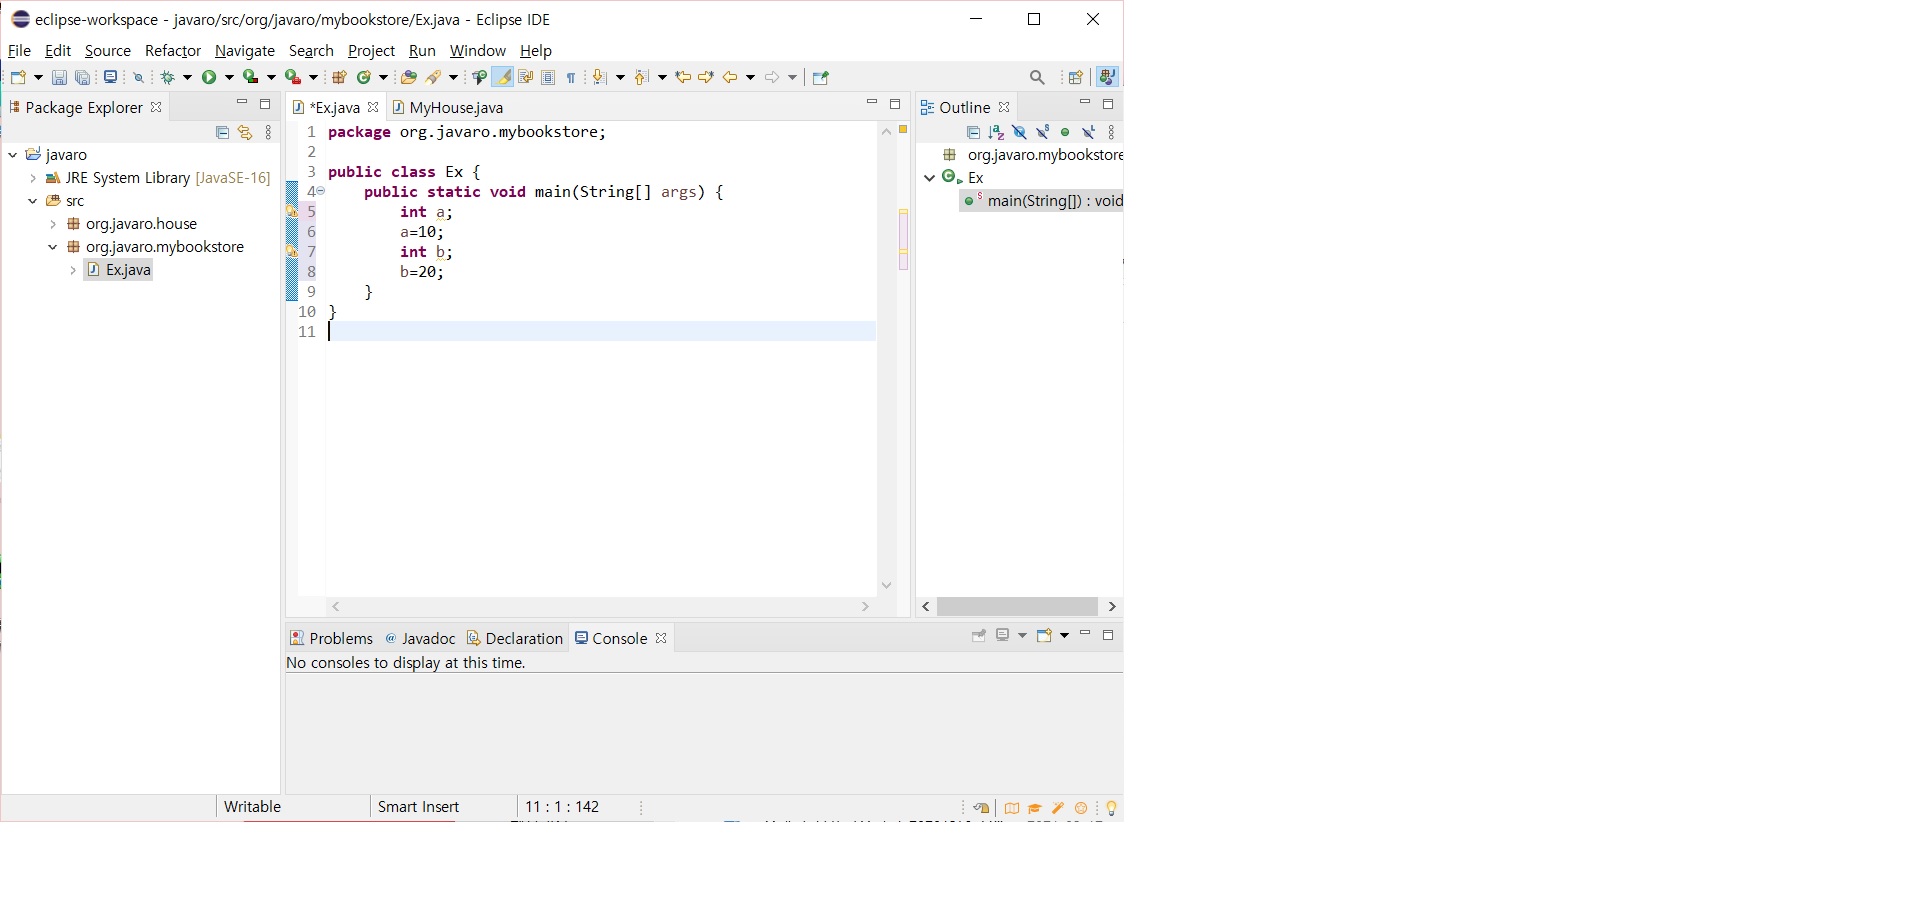 eclipse-workspace - javaro/src/org/javaro/mybookstore/Ex.java - Eclipse IDE
File Edit Source Refactor Navigate Search Project Run Window Help
Package Explorer
javaro
JRE System Library [JavaSE-16]
src
org.javaro.house
org.javaro.mybookstore
Ex.java
*Ex.java MyHouse.java
1 package org.javaro.mybookstore;
2
3 public class Ex {
4 public static void main(String[] args) {
5 int a;
6 a=10;
7 int b;
8 b=20;
9 }
10 }
11
Outline
org.javaro.mybookstore
Ex
main(String[]) : void
Problems @ Javadoc Declaration Console
No consoles to display at this time.
Writable Smart Insert 11 : 1 : 142